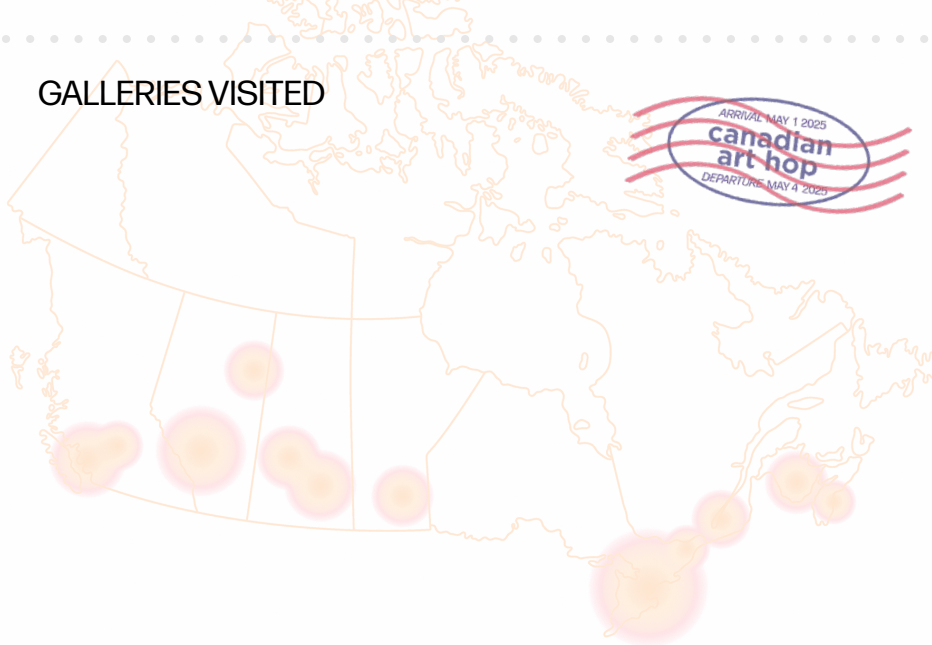 GALLERIES VISITED
ARRIVAL MAY 1 2025
canadian
art hop
DEPARTURE MAY 4 2025